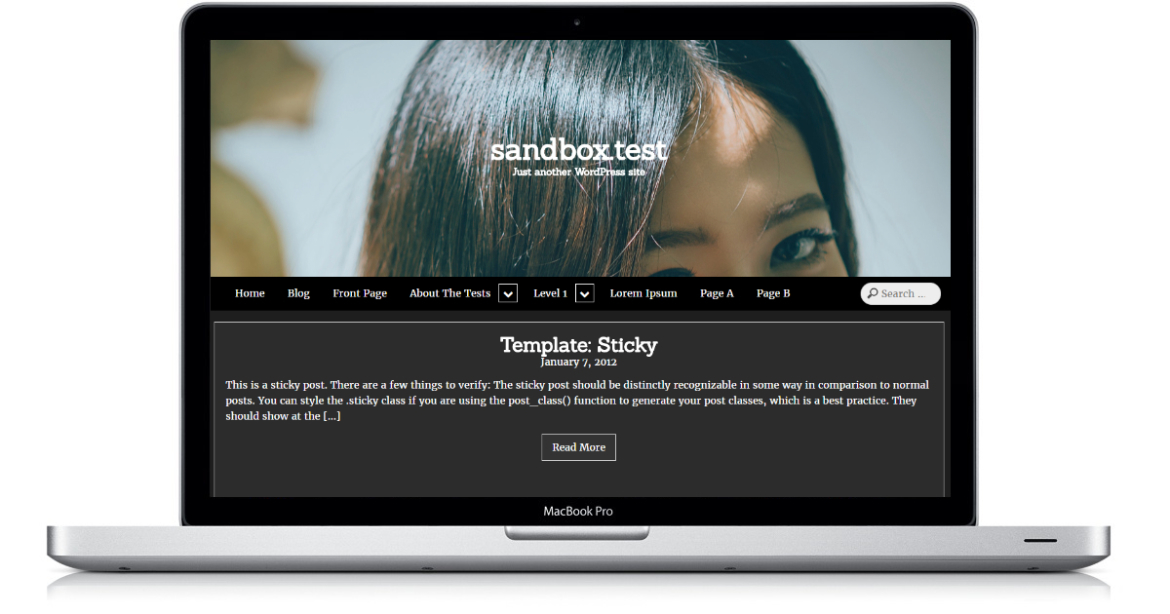 sandbox.test
Just another WordPress site
Home Blog Front Page About The Tests Level 1 Lorem Ipsum Page A Page B Search ...
Template: Sticky
January 7, 2012
This is a sticky post. There are a few things to verify: The sticky post should be distinctly recognizable in some way in comparison to normal
posts. You can style the .sticky class if you are using the post_class() function to generate your post classes, which is a best practice. They
should show at the [...]
Read More
MacBook Pro